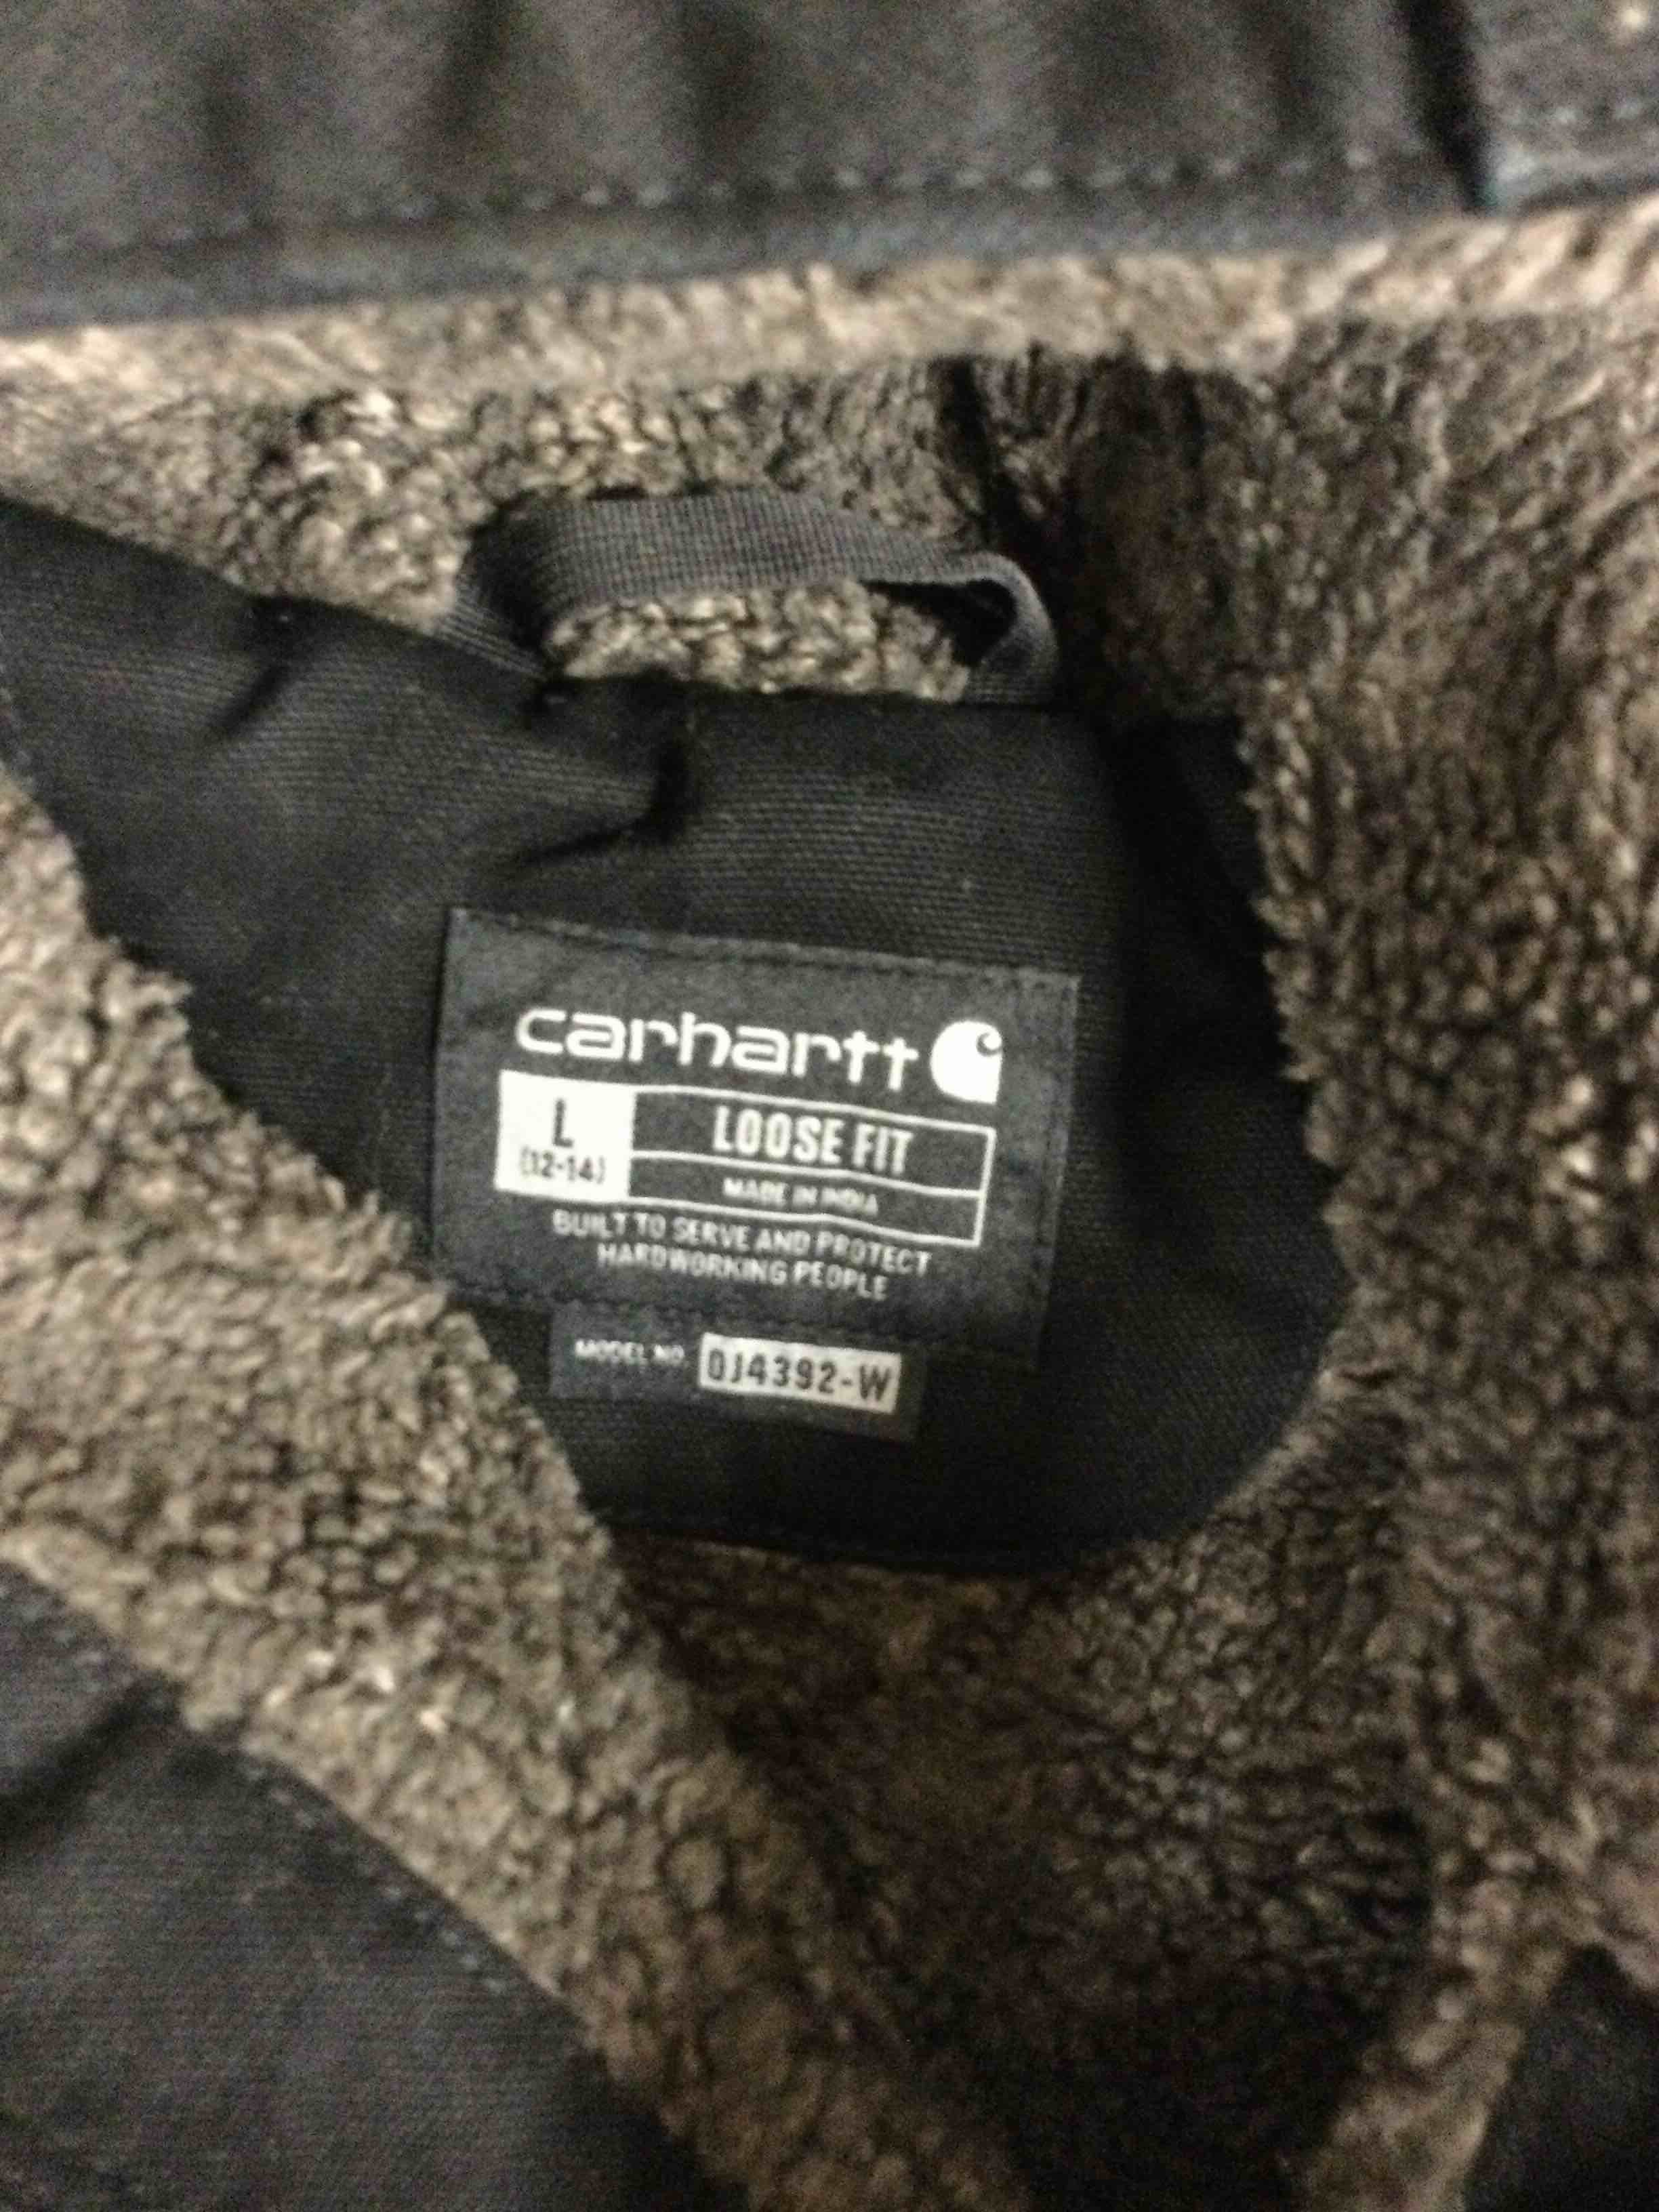 carhartt
L
(12-14)
LOOSE FIT
MADE IN INDIA
BUILT TO SERVE AND PROTECT
HARDWORKING PEOPLE
MODEL NO. OJ4392-W